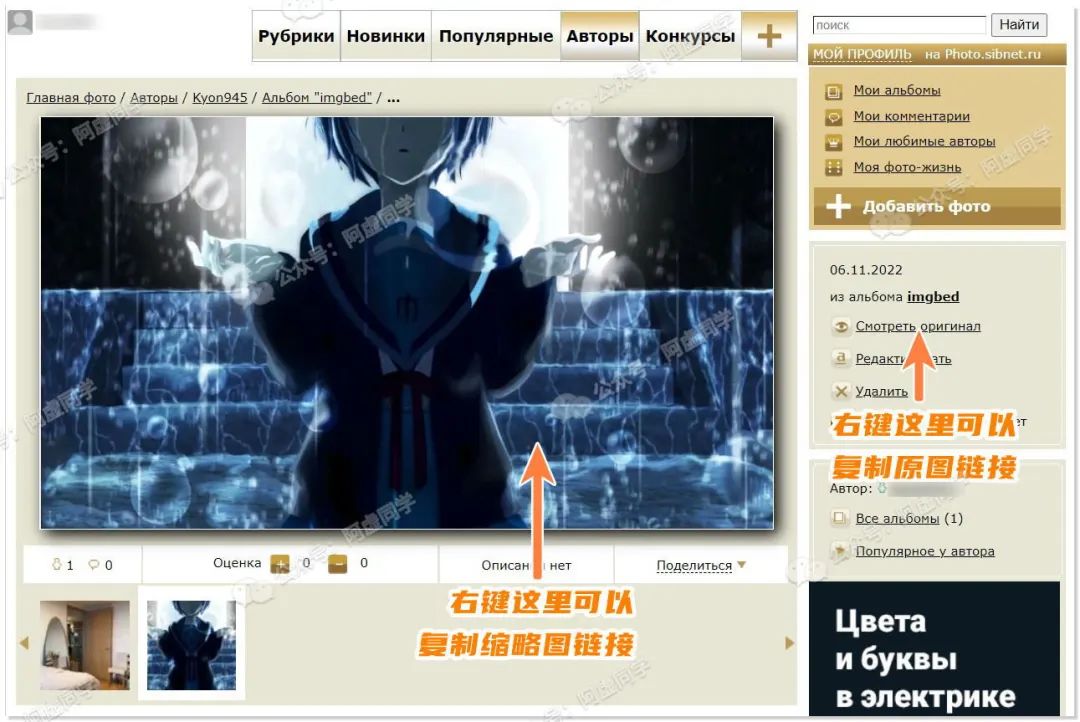 Рубрики Новинки Популярные Авторы Конкурсы +
поиск Найти
МОЙ ПРОФИЛЬ на Photo.sibnet.ru
Мои альбомы
Мои комментарии
Мои любимые авторы
Моя фото-жизнь
Добавить фото
Главная фото / Авторы / Kyon945 / Альбом "imgbed" / ...
06.11.2022
из альбома imgbed
Смотреть оригинал
Удалить
右键这里可以
复制原图链接
Автор:
Все альбомы (1)
Популярное у автора
1 0 Оценка + 0 − 0 нет Поделиться
右键这里可以
复制缩略图链接
Цвета
и буквы
в электрике
公众号：阿虚同学